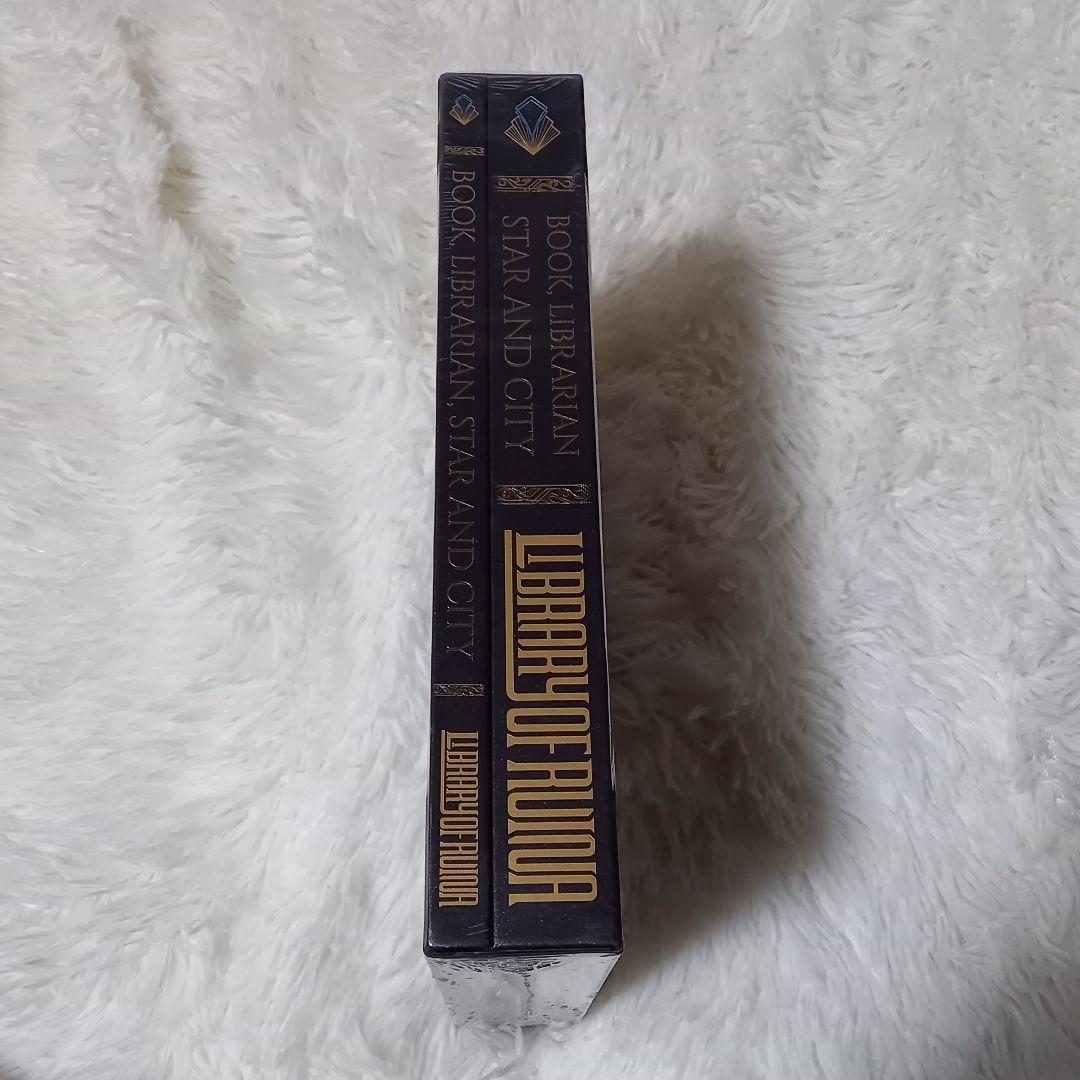 BOOK, LIBRARIAN, STAR AND CITY
LIBRARY OF RUINA
BOOK, LIBRARIAN
STAR AND CITY
LIBRARY OF RUINA